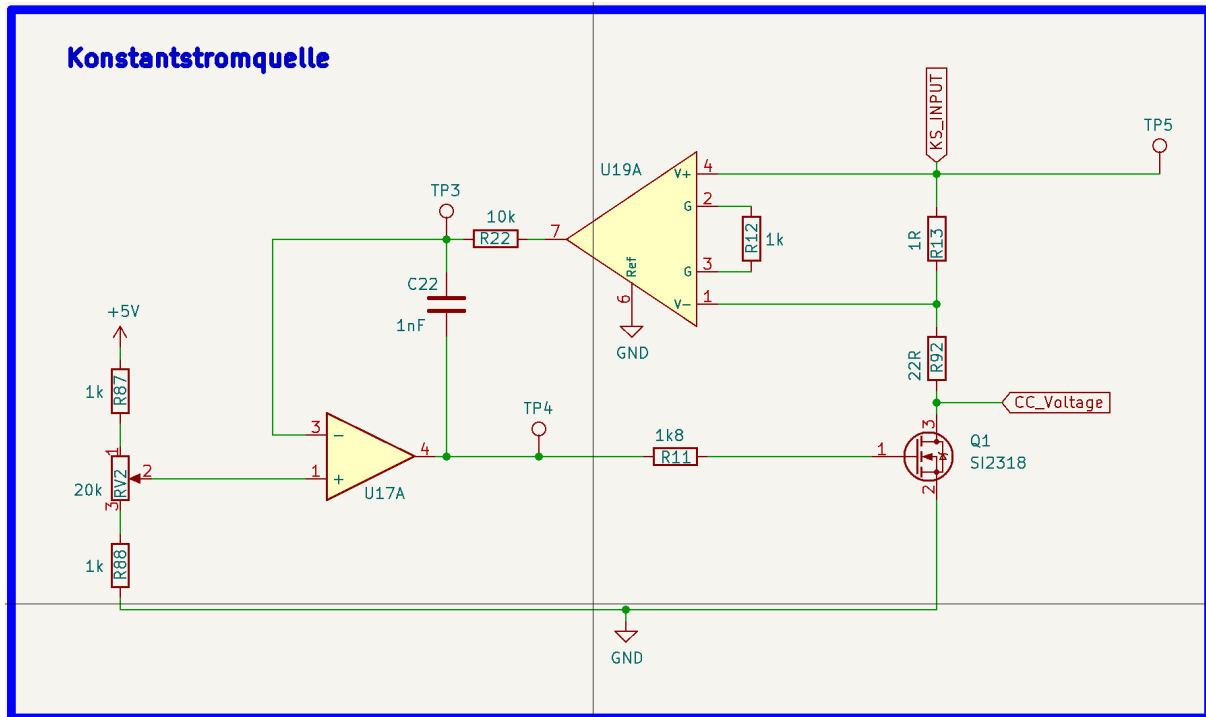 Konstantstromquelle
KS_INPUT
TP5
U19A
V+
4
G
2
R12
1k
G
3
V-
1
Ref
6
GND
7
10k
R22
TP3
C22
1nF
1R
R13
22R
R92
CC_Voltage
+5V
1k
R87
1
2
RV2
20k
3
1k
R88
3
-
1
+
4
U17A
TP4
1k8
R11
1
3
Q1
SI2318
2
GND